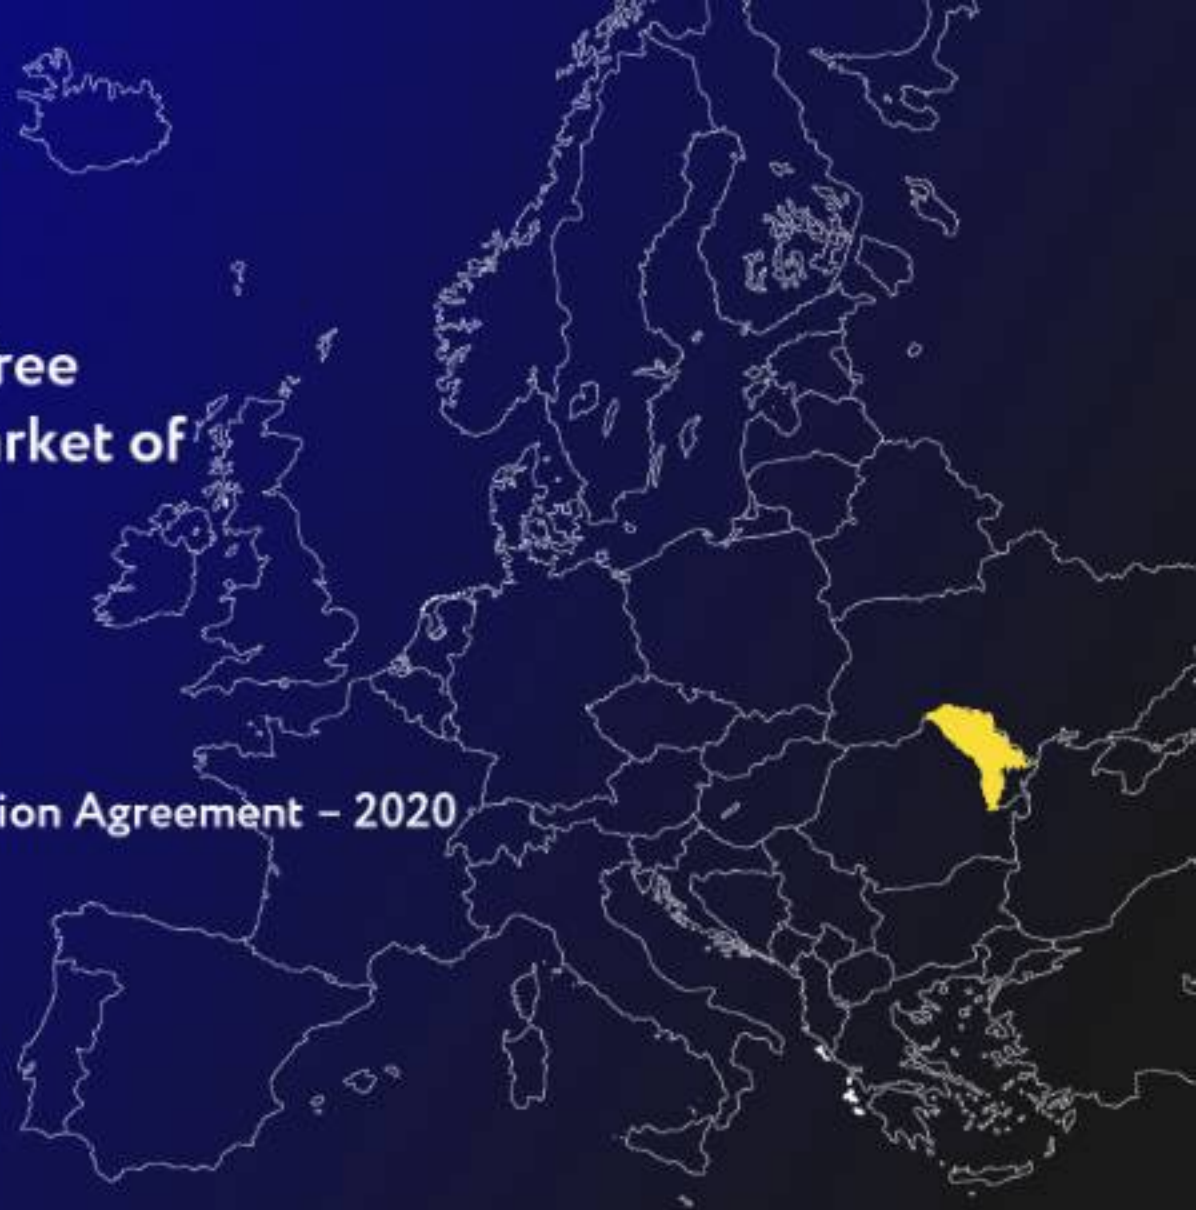 ree
rket of
ion Agreement – 2020